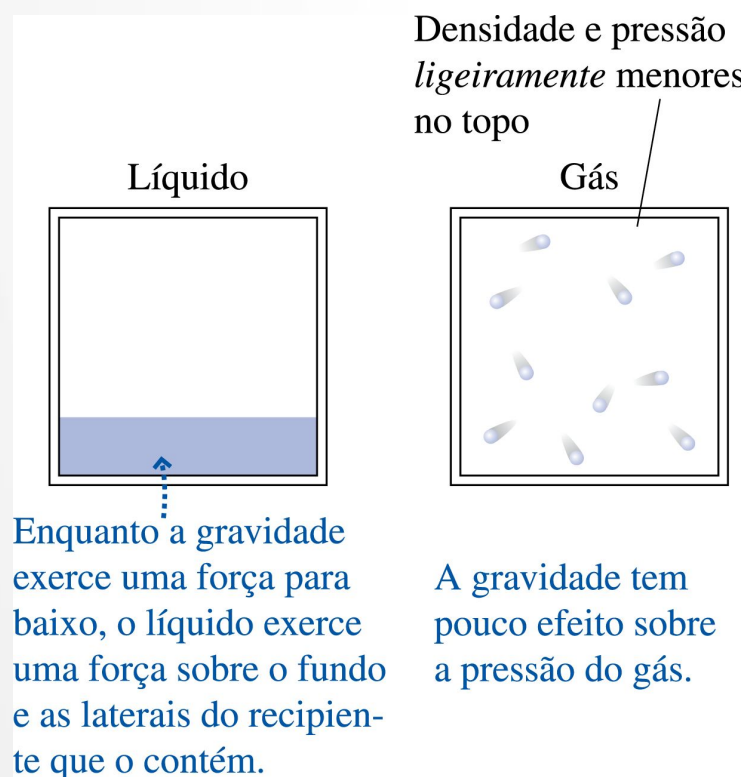 Densidade e pressão
ligeiramente menores
no topo
Líquido
Gás
Enquanto a gravidade
exerce uma força para
baixo, o líquido exerce
uma força sobre o fundo
e as laterais do recipien-
te que o contém.
A gravidade tem
pouco efeito sobre
a pressão do gás.